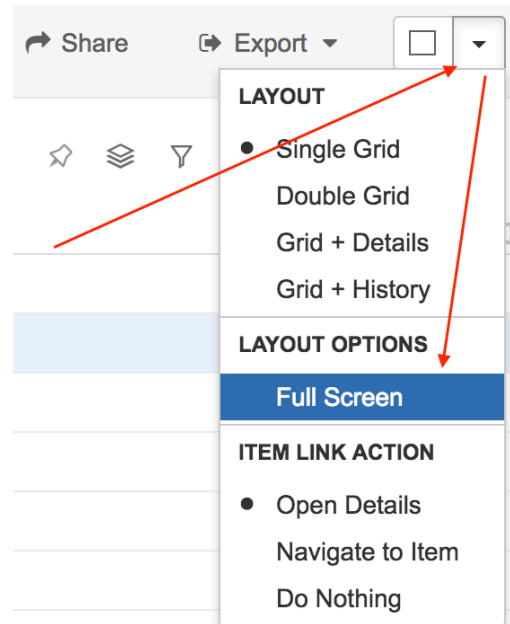 Share
Export
LAYOUT
Single Grid
Double Grid
Grid + Details
Grid + History
LAYOUT OPTIONS
Full Screen
ITEM LINK ACTION
Open Details
Navigate to Item
Do Nothing